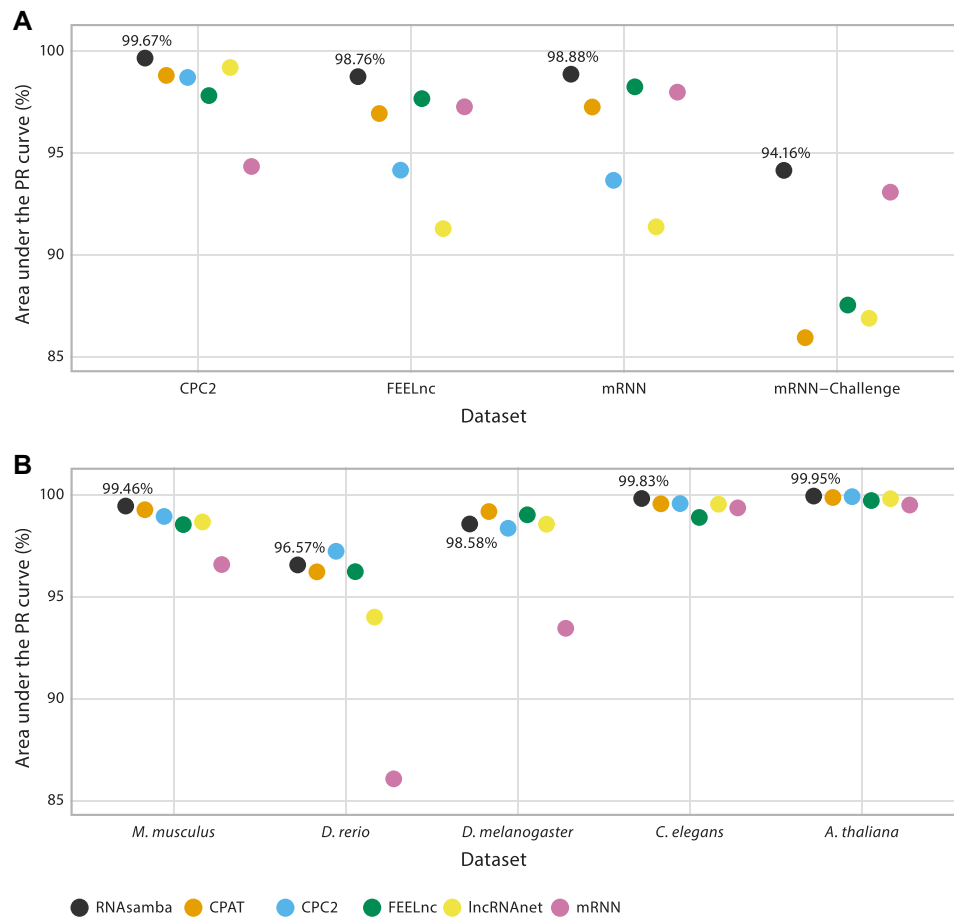 A
99.67%
98.76%
98.88%
94.16%
100
95
90
85
Area under the PR curve (%)
CPC2
FEELnc
mRNN
mRNN−Challenge
Dataset
B
99.46%
96.57%
98.58%
99.83%
99.95%
100
95
90
85
Area under the PR curve (%)
M. musculus
D. rerio
D. melanogaster
C. elegans
A. thaliana
Dataset
RNAsamba CPAT CPC2 FEELnc lncRNAnet mRNN